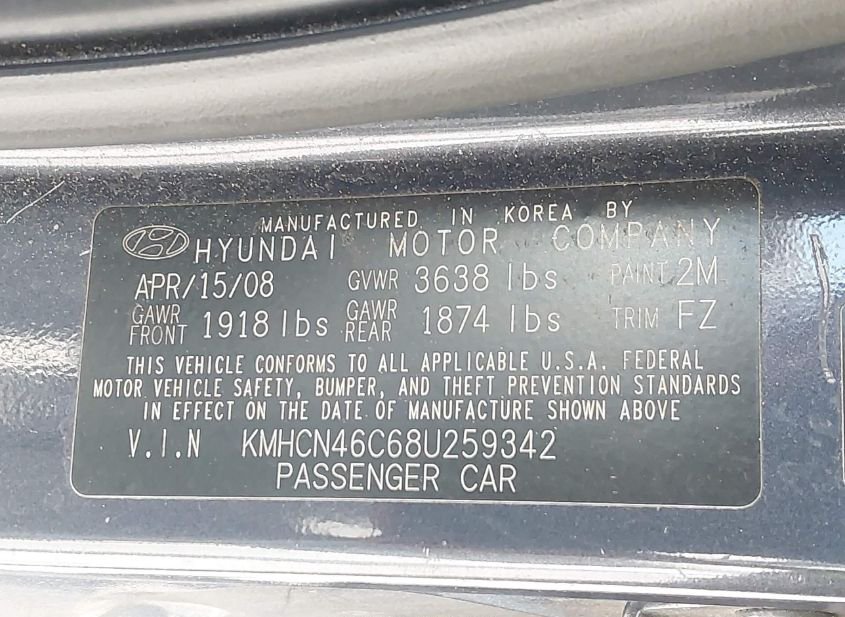 MANUFACTURED IN KOREA BY
HYUNDAI MOTOR COMPANY
APR/15/08 GVWR 3638 lbs PAINT 2M
GAWR FRONT 1918 lbs GAWR REAR 1874 lbs TRIM FZ
THIS VEHICLE CONFORMS TO ALL APPLICABLE U.S.A. FEDERAL
MOTOR VEHICLE SAFETY, BUMPER, AND THEFT PREVENTION STANDARDS
IN EFFECT ON THE DATE OF MANUFACTURE SHOWN ABOVE
V.I.N KMHCN46C68U259342
PASSENGER CAR